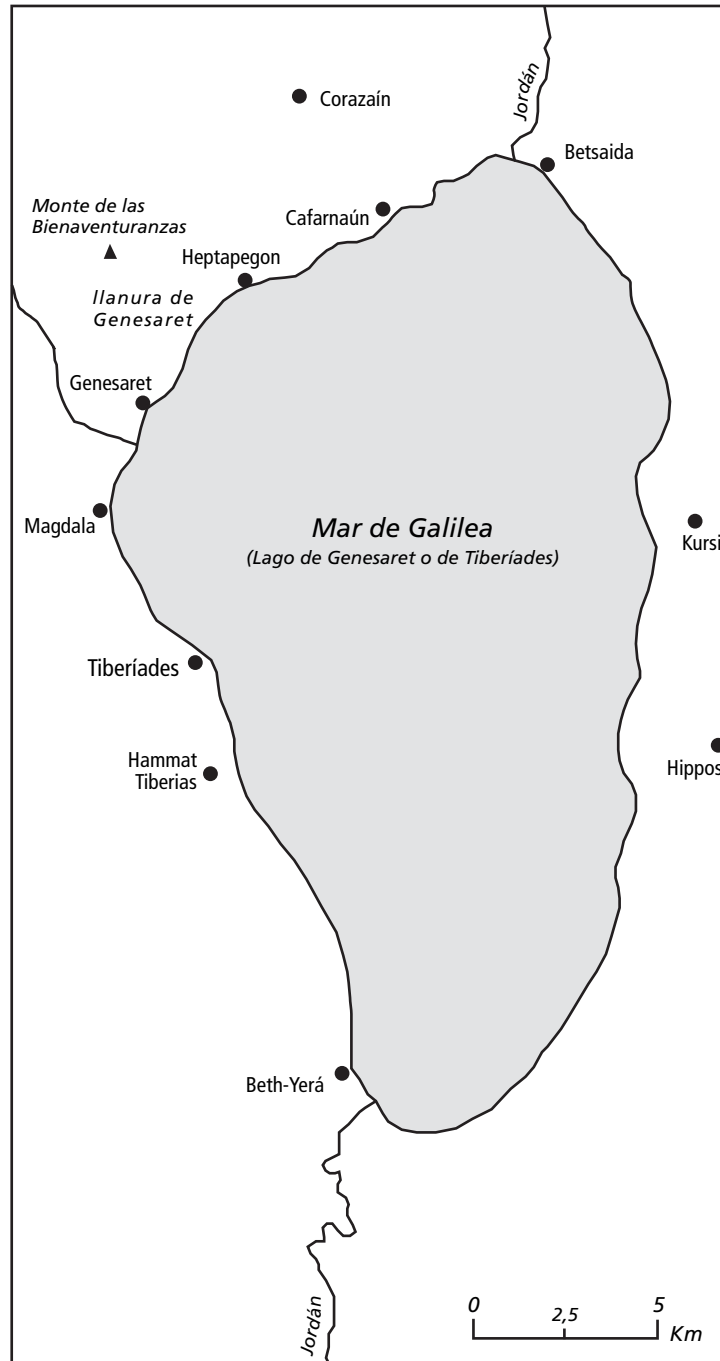 Jordán
Corazaín
Betsaida
Monte de las
Bienaventuranzas
Cafarnaún
Heptapegon
llanura de
Genesaret
Genesaret
Magdala
Mar de Galilea
(Lago de Genesaret o de Tiberíades)
Kursi
Tiberíades
Hammat
Tiberias
Hippos
Beth-Yerá
Jordán
0 2,5 5
Km